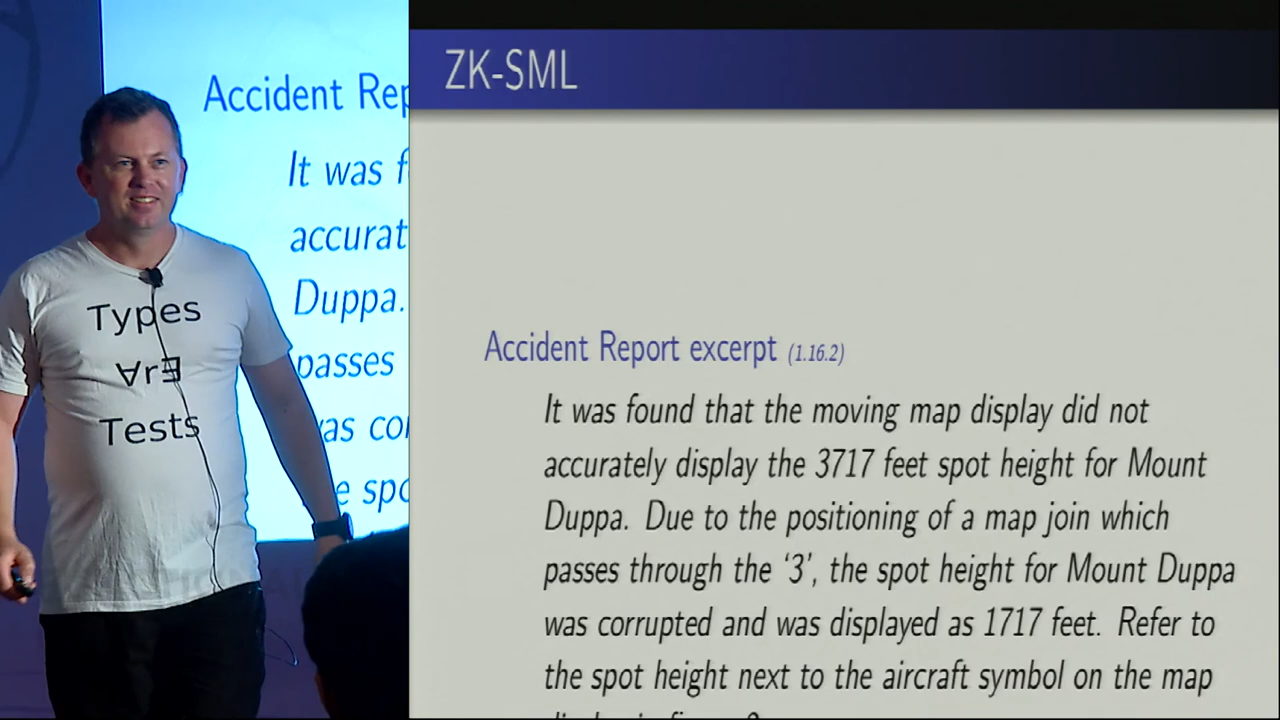 Types
∀rƎ
Tests
Accident Rep
It was f
accurat
Duppa.
passes
was cor
e spo
ZK-SML
Accident Report excerpt (1.16.2)
It was found that the moving map display did not
accurately display the 3717 feet spot height for Mount
Duppa. Due to the positioning of a map join which
passes through the ‘3’, the spot height for Mount Duppa
was corrupted and was displayed as 1717 feet. Refer to
the spot height next to the aircraft symbol on the map